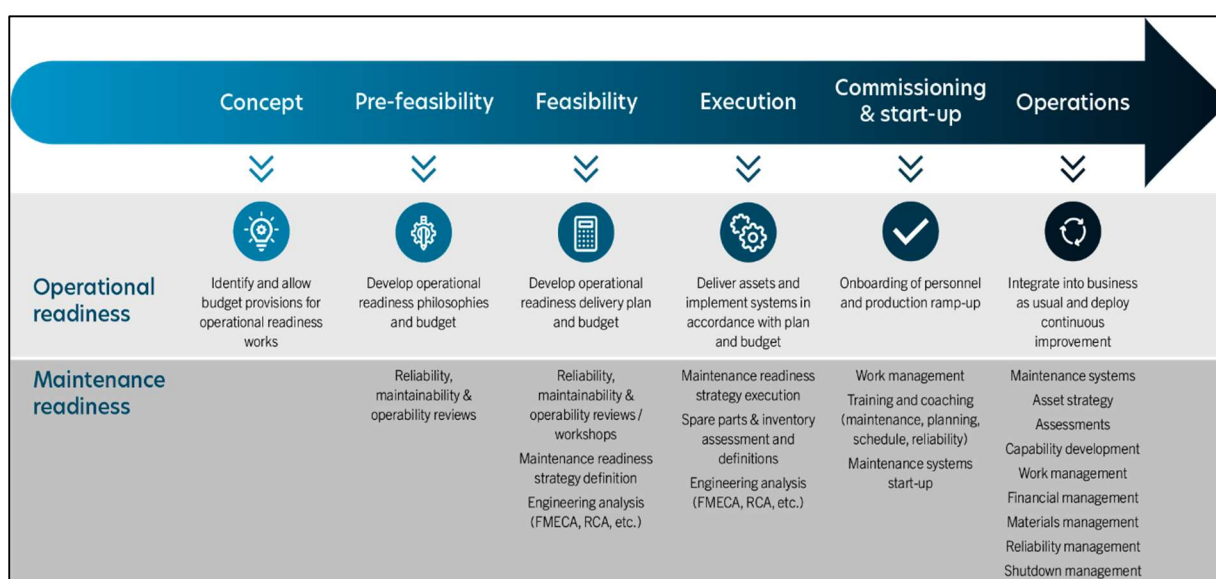 Concept
Pre-feasibility
Feasibility
Execution
Commissioning
& start-up
Operations
Operational
readiness
Identify and allow
budget provisions for
operational readiness
works
Develop operational
readiness philosophies
and budget
Develop operational
readiness delivery plan
and budget
Deliver assets and
implement systems in
accordance with plan
and budget
Onboarding of personnel
and production ramp-up
Integrate into business
as usual and deploy
continuous
improvement
Maintenance
readiness
Reliability,
maintainability &
operability reviews
Reliability,
maintainability &
operability reviews /
workshops
Maintenance readiness
strategy definition
Engineering analysis
(FMECA, RCA, etc.)
Maintenance readiness
strategy execution
Spare parts & inventory
assessment and
definitions
Engineering analysis
(FMECA, RCA, etc.)
Work management
Training and coaching
(maintenance, planning,
schedule, reliability)
Maintenance systems
start-up
Maintenance systems
Asset strategy
Assessments
Capability development
Work management
Financial management
Materials management
Reliability management
Shutdown management